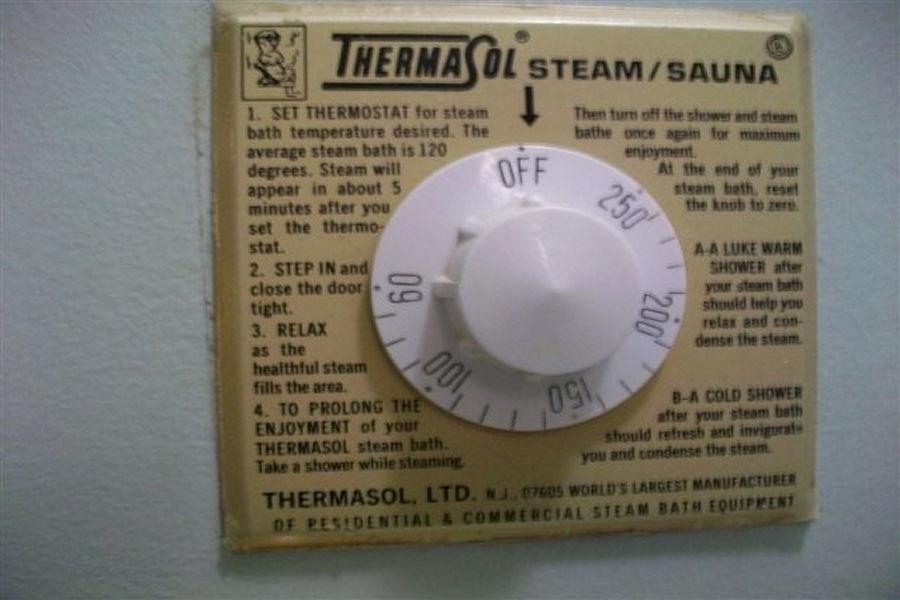 THERMASOL® STEAM/SAUNA
1. SET THERMOSTAT for steam
bath temperature desired. The
average steam bath is 120
degrees. Steam will
appear in about 5
minutes after you
set the thermo-
stat.
2. STEP IN and
close the door
tight.
3. RELAX
as the
healthful steam
fills the area.
4. TO PROLONG THE
ENJOYMENT of your
THERMASOL steam bath.
Take a shower while steaming.
Then turn off the shower and steam
bathe once again for maximum
enjoyment.
At the end of your
steam bath, reset
the knob to zero.
A-A LUKE WARM
SHOWER after
your steam bath
should help you
relax and con-
dense the steam.
B-A COLD SHOWER
after your steam bath
should refresh and invigorate
you and condense the steam.
OFF
250
200
150
100
60
THERMASOL, LTD. N.J., 07605 WORLD'S LARGEST MANUFACTURER
OF RESIDENTIAL & COMMERCIAL STEAM BATH EQUIPMENT